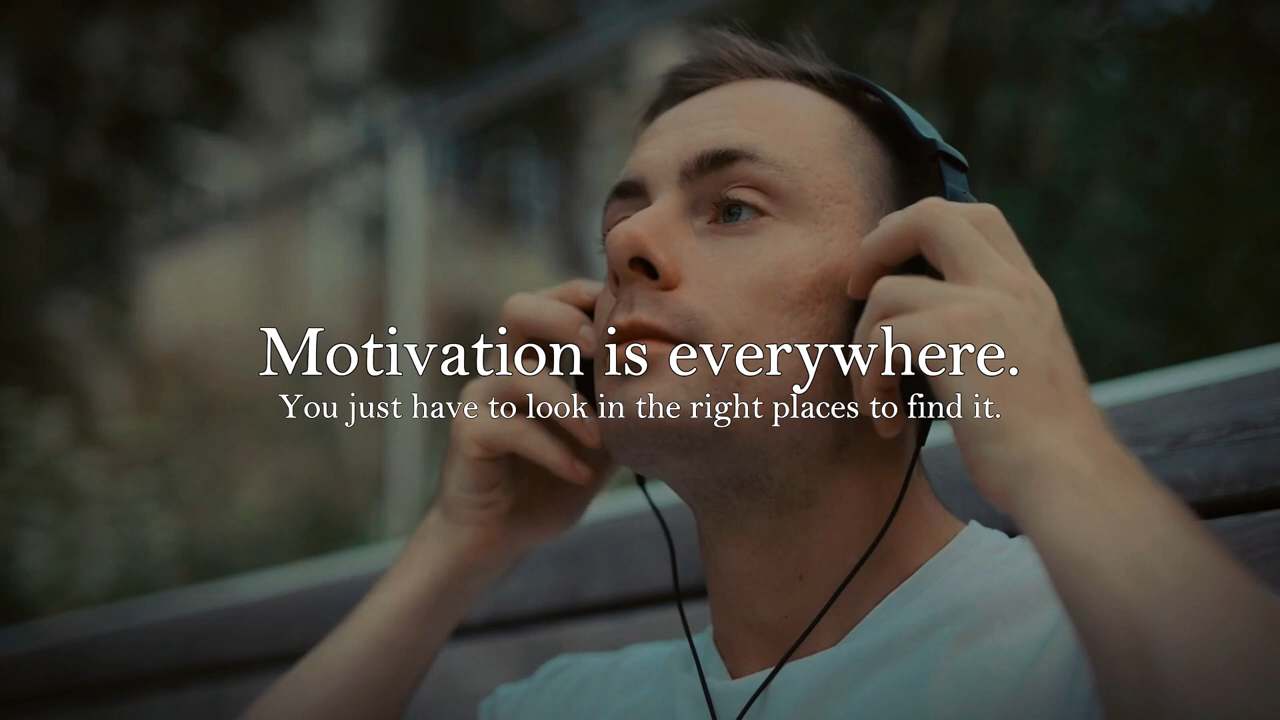 Motivation is everywhere.
You just have to look in the right places to find it.